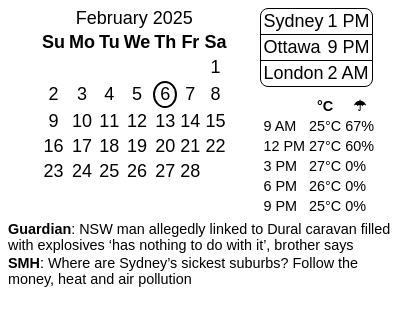 February 2025
Su Mo Tu We Th Fr Sa
1
2 3 4 5 6 7 8
9 10 11 12 13 14 15
16 17 18 19 20 21 22
23 24 25 26 27 28
Sydney 1 PM
Ottawa 9 PM
London 2 AM
°C ☂
9 AM 25°C 67%
12 PM 27°C 60%
3 PM 27°C 0%
6 PM 26°C 0%
9 PM 25°C 0%
Guardian: NSW man allegedly linked to Dural caravan filled
with explosives ‘has nothing to do with it’, brother says
SMH: Where are Sydney’s sickest suburbs? Follow the
money, heat and air pollution